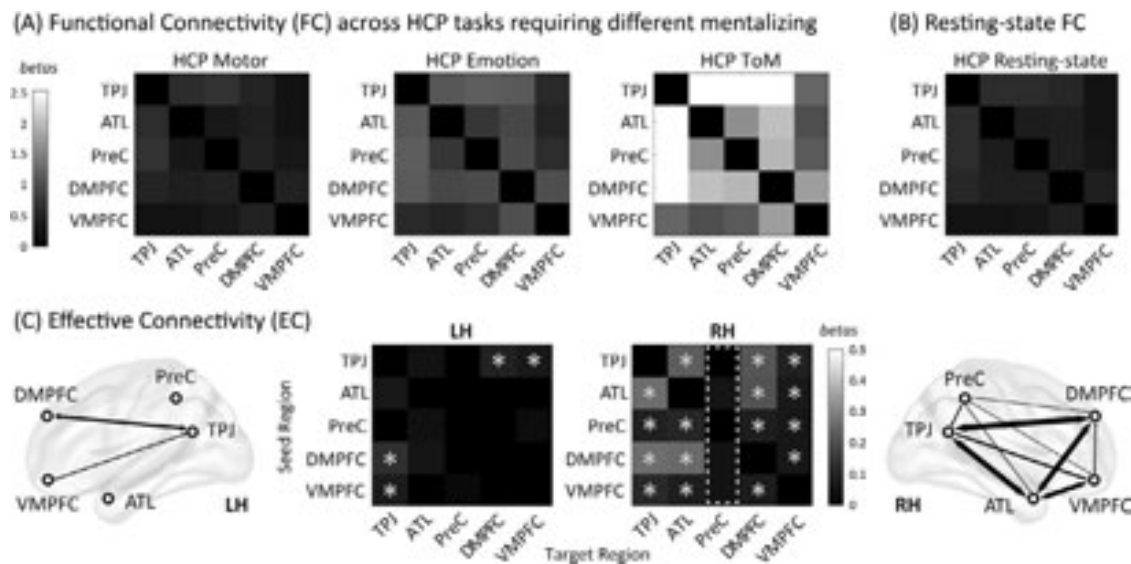 (A) Functional Connectivity (FC) across HCP tasks requiring different mentalizing
(B) Resting-state FC
betas
HCP Motor
HCP Emotion
HCP ToM
HCP Resting-state
2.5
2
1.5
1
0.5
0
TPJ
ATL
PreC
DMPFC
VMPFC
TPJ
ATL
PreC
DMPFC
VMPFC
TPJ
ATL
PreC
DMPFC
VMPFC
TPJ
ATL
PreC
DMPFC
VMPFC
TPJ
ATL
PreC
DMPFC
VMPFC
TPJ
ATL
PreC
DMPFC
VMPFC
TPJ
ATL
PreC
DMPFC
VMPFC
TPJ
ATL
PreC
DMPFC
VMPFC
(C) Effective Connectivity (EC)
PreC
DMPFC
TPJ
VMPFC
ATL
LH
LH
Seed Region
TPJ
ATL
PreC
DMPFC
VMPFC
* *
*
*
TPJ
ATL
PreC
DMPFC
VMPFC
RH
TPJ
ATL
PreC
DMPFC
VMPFC
* * *
* * *
* * * *
* * *
* * *
TPJ
ATL
PreC
DMPFC
VMPFC
Target Region
betas
0.5
0.4
0.3
0.2
0.1
0
PreC
DMPFC
TPJ
RH
ATL
VMPFC